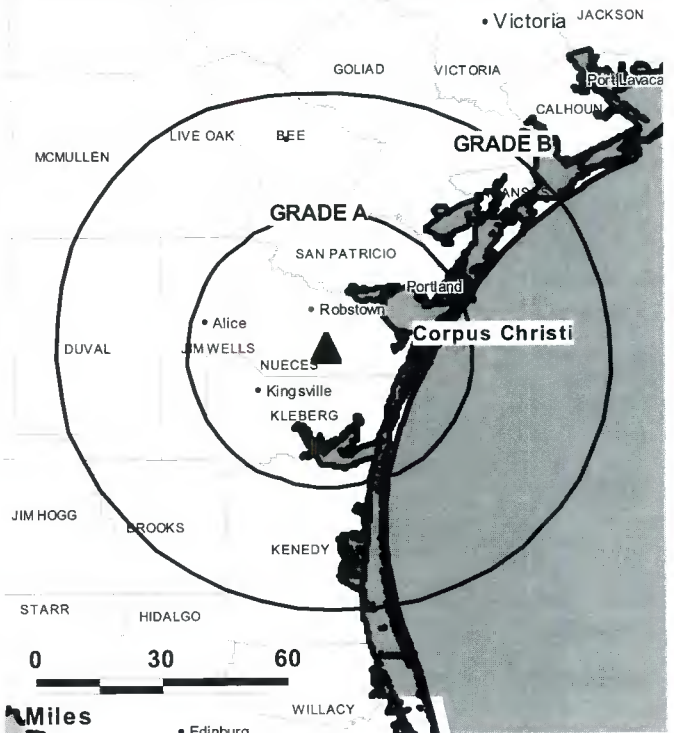 • Victoria
JACKSON
GOLIAD
VICTORIA
Port Lavaca
CALHOUN
LIVE OAK
BEE
GRADE B
MCMULLEN
GRADE A
SAN PATRICIO
Portland
• Robstown
• Alice
Corpus Christi
DUVAL
JIM WELLS
NUECES
• Kingsville
KLEBERG
JIM HOGG
BROOKS
KENEDY
STARR
HIDALGO
0 30 60
Miles
WILLACY
• Edinburg